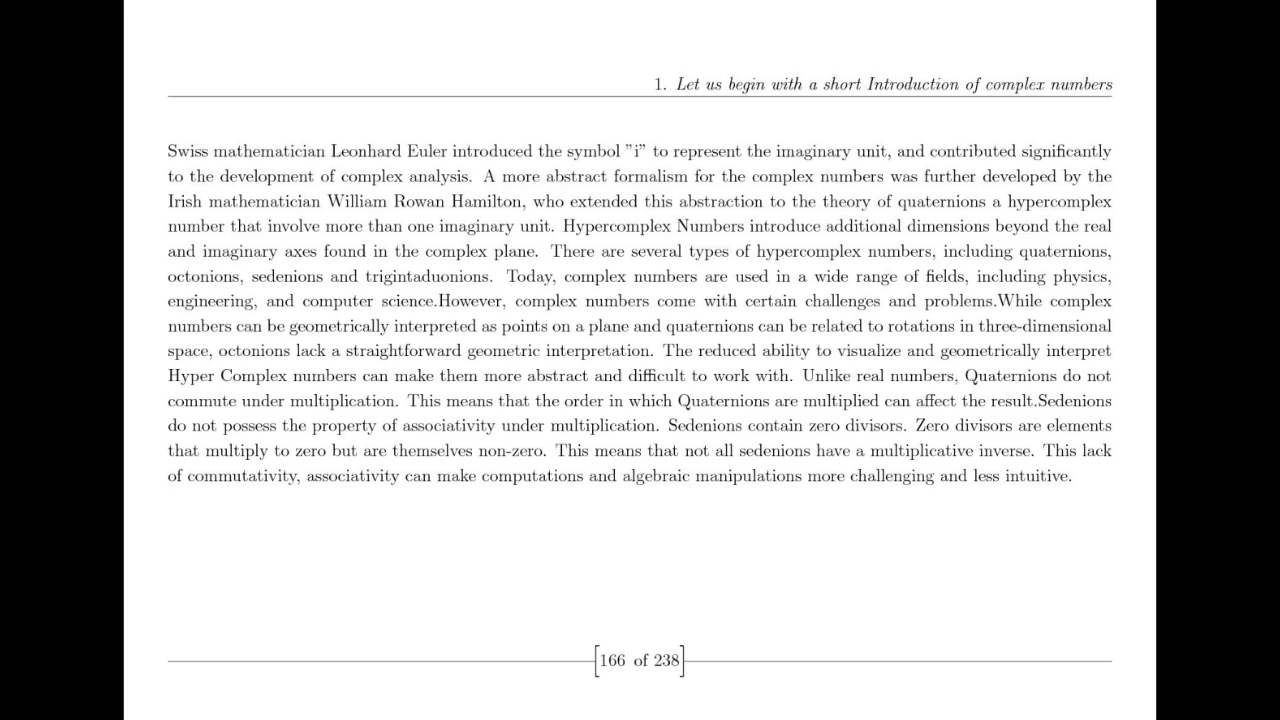 1. Let us begin with a short Introduction of complex numbers
Swiss mathematician Leonhard Euler introduced the symbol ”i” to represent the imaginary unit, and contributed significantly
to the development of complex analysis. A more abstract formalism for the complex numbers was further developed by the
Irish mathematician William Rowan Hamilton, who extended this abstraction to the theory of quaternions a hypercomplex
number that involve more than one imaginary unit. Hypercomplex Numbers introduce additional dimensions beyond the real
and imaginary axes found in the complex plane. There are several types of hypercomplex numbers, including quaternions,
octonions, sedenions and trigintaduonions. Today, complex numbers are used in a wide range of fields, including physics,
engineering, and computer science.However, complex numbers come with certain challenges and problems.While complex
numbers can be geometrically interpreted as points on a plane and quaternions can be related to rotations in three-dimensional
space, octonions lack a straightforward geometric interpretation. The reduced ability to visualize and geometrically interpret
Hyper Complex numbers can make them more abstract and difficult to work with. Unlike real numbers, Quaternions do not
commute under multiplication. This means that the order in which Quaternions are multiplied can affect the result.Sedenions
do not possess the property of associativity under multiplication. Sedenions contain zero divisors. Zero divisors are elements
that multiply to zero but are themselves non-zero. This means that not all sedenions have a multiplicative inverse. This lack
of commutativity, associativity can make computations and algebraic manipulations more challenging and less intuitive.
[166 of 238]